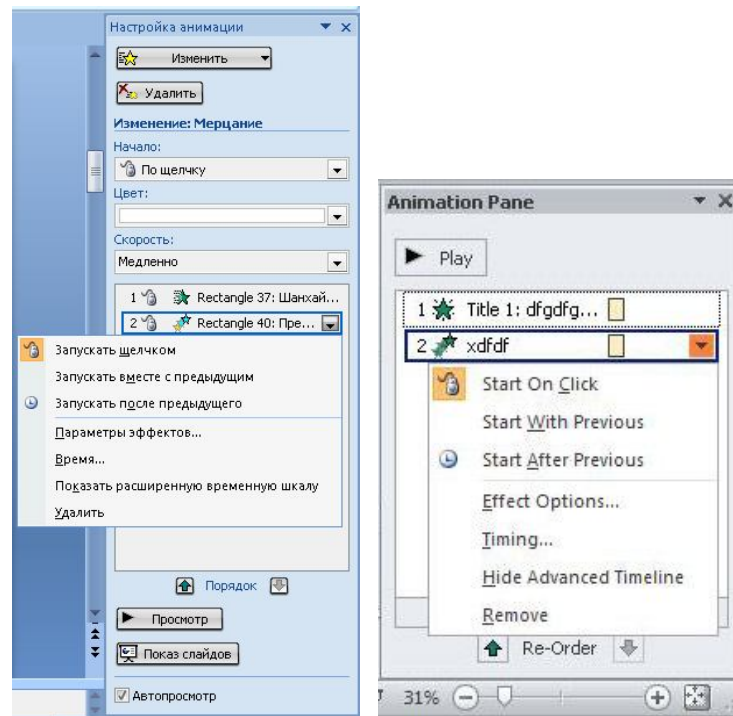 Настройка анимации
Изменить
Удалить
Изменение: Мерцание
Начало:
По щелчку
Цвет:
Скорость:
Медленно
1 Rectangle 37: Шанхай...
2 Rectangle 40: Пре...
Запускать щелчком
Запускать вместе с предыдущим
Запускать после предыдущего
Параметры эффектов...
Время...
Показать расширенную временную шкалу
Удалить
Порядок
Просмотр
Показ слайдов
Автопросмотр
Animation Pane
Play
1 Title 1: dfgdfg...
2 xdfdf
Start On Click
Start With Previous
Start After Previous
Effect Options...
Timing...
Hide Advanced Timeline
Remove
Re-Order
31%